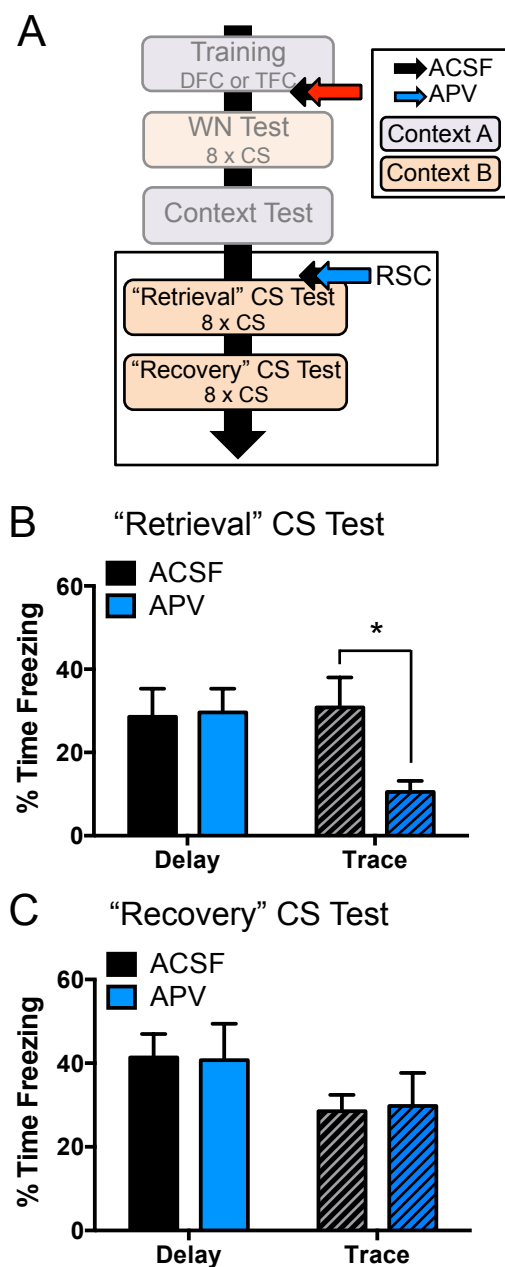 A
Training
DFC or TFC
WN Test
8 x CS
Context Test
ACSF
APV
Context A
Context B
RSC
“Retrieval” CS Test
8 x CS
“Recovery” CS Test
8 x CS
B
“Retrieval” CS Test
ACSF
APV
% Time Freezing
60
40
20
0
*
Delay
Trace
C
“Recovery” CS Test
ACSF
APV
% Time Freezing
60
40
20
0
Delay
Trace